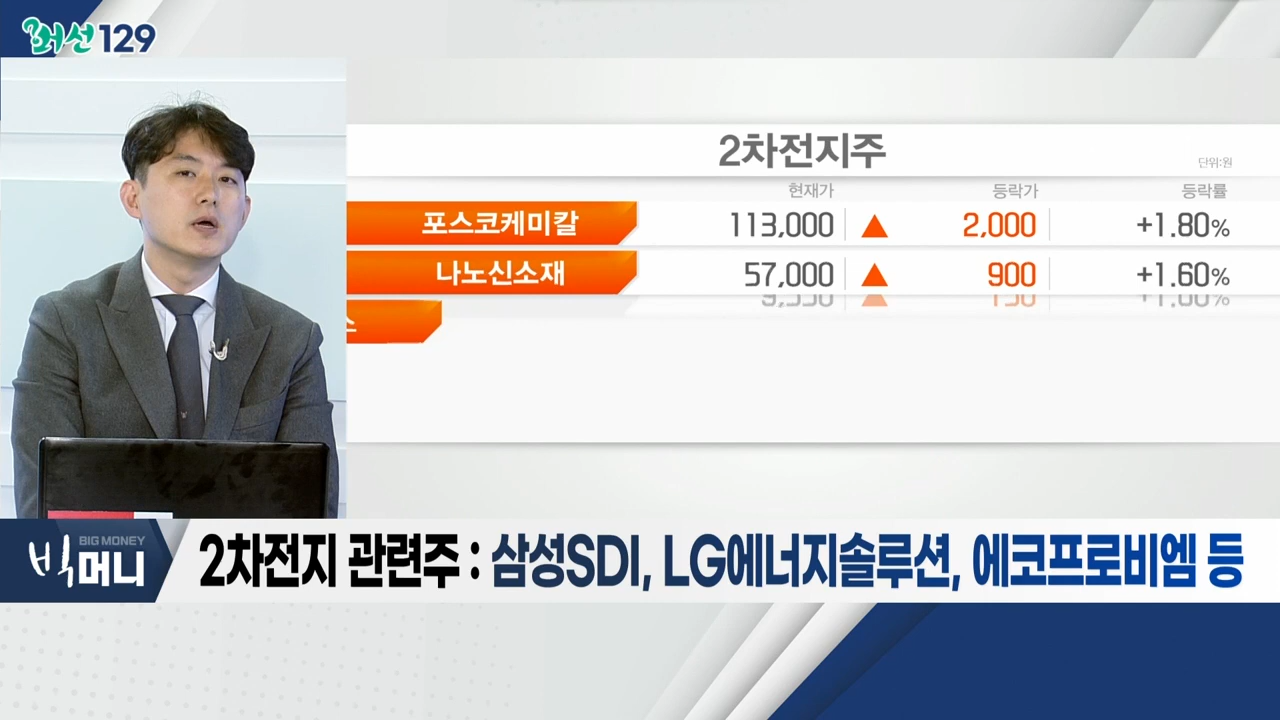 머선129
2차전지주
단위:원
현재가 등락가 등락률
포스코케미칼 113,000 ▲ 2,000 +1.80%
나노신소재 57,000 ▲ 900 +1.60%
스
빅머니 BIG MONEY
2차전지 관련주 : 삼성SDI, LG에너지솔루션, 에코프로비엠 등